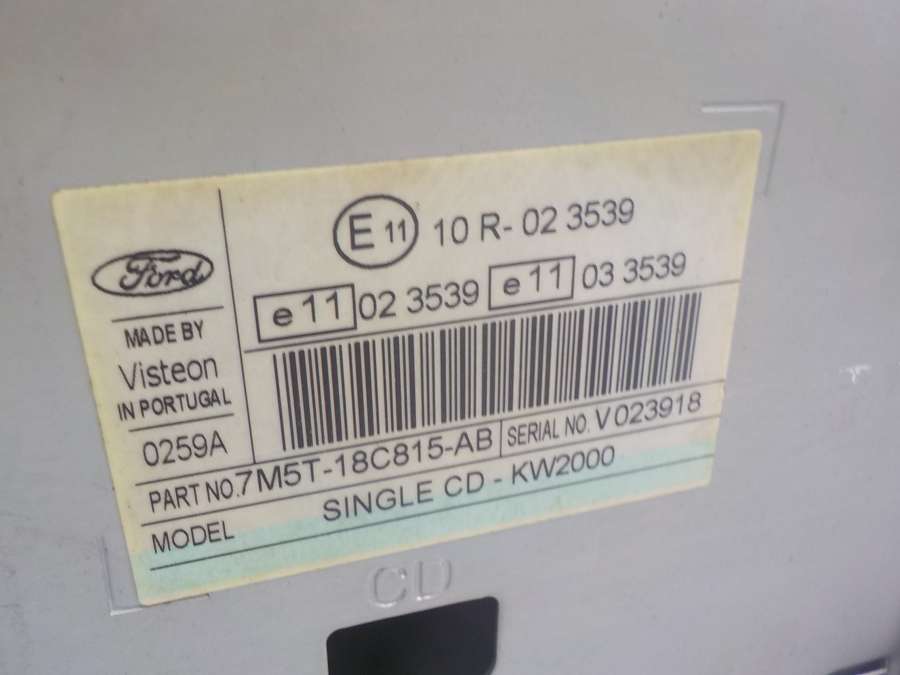 E 11 10 R- 02 3539
e 11 02 3539 e 11 03 3539
Ford
MADE BY
Visteon
IN PORTUGAL
0259A
PART NO. 7M5T-18C815-AB SERIAL NO. V023918
MODEL SINGLE CD - KW2000
CD